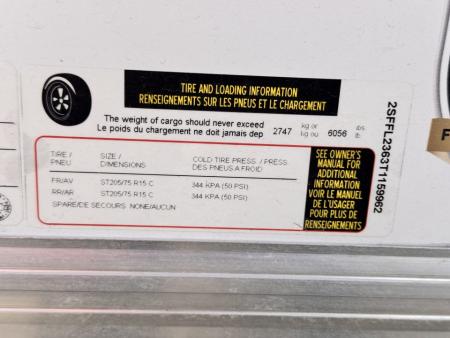 TIRE AND LOADING INFORMATION
RENSEIGNEMENTS SUR LES PNEUS ET LE CHARGEMENT
The weight of cargo should never exceed
Le poids du chargement ne doit jamais dep
2747 kg or / kg ou 6056 lbs / lb
TIRE / PNEU
SIZE / DIMENSIONS
COLD TIRE PRESS. / PRESS. DES PNEUS A FROID
FR/AV ST205/75 R15 C 344 KPA (50 PSI)
RR/AR ST205/75 R15 C 344 KPA (50 PSI)
SPARE/DE SECOURS NONE/AUCUN
SEE OWNER'S
MANUAL FOR
ADDITIONAL
INFORMATION
VOIR LE MANUEL
DE L'USAGER
POUR PLUS DE
RENSEIGNEMENTS
2SFFL2363T1159962
F